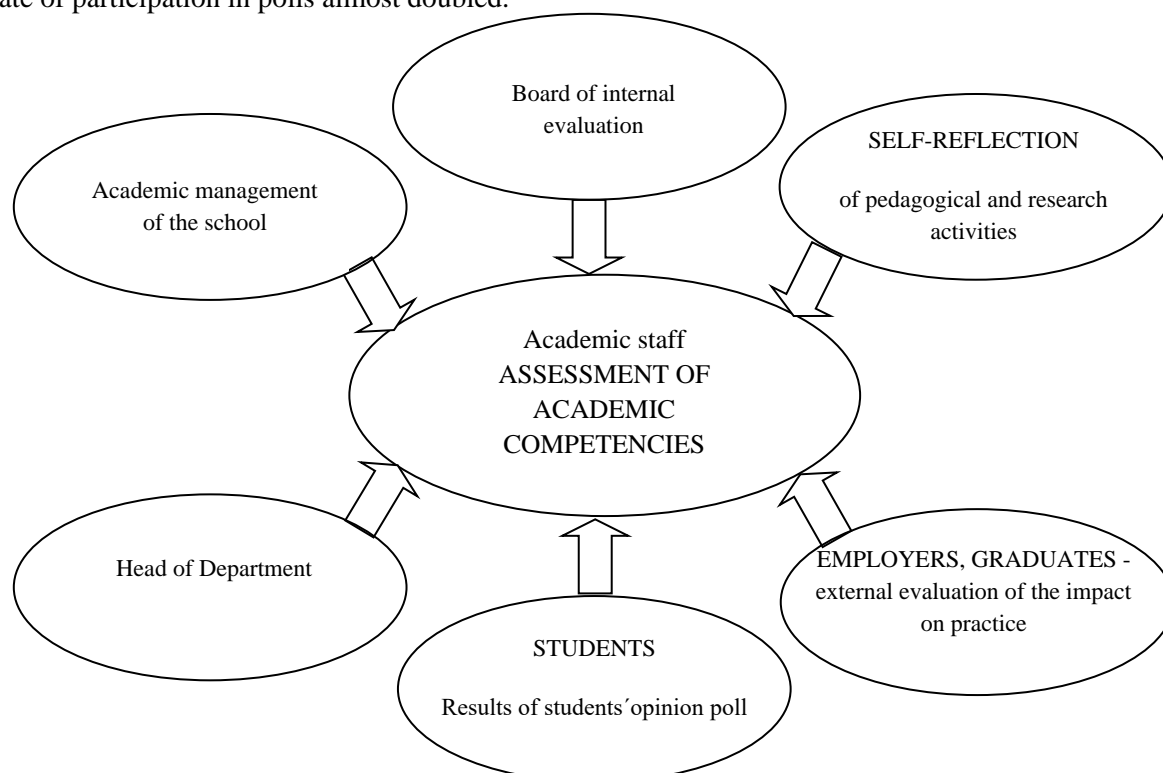 ate of participation in polls almost doubled.
Board of internal
evaluation
SELF-REFLECTION
of pedagogical and research
activities
Academic management
of the school
Academic staff
ASSESSMENT OF
ACADEMIC
COMPETENCIES
Head of Department
EMPLOYERS, GRADUATES -
external evaluation of the impact
on practice
STUDENTS
Results of students´opinion poll